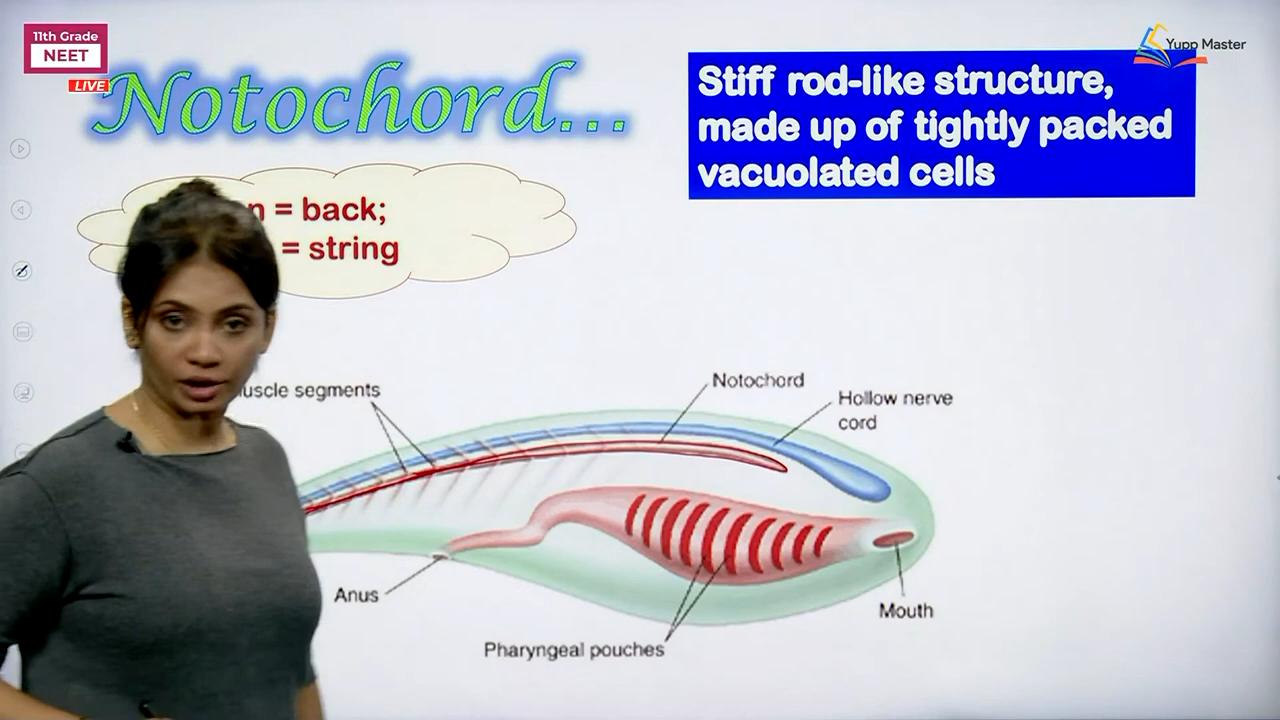 11th Grade
NEET
LIVE
Yupp Master
Notochord...
Stiff rod-like structure,
made up of tightly packed
vacuolated cells
n = back;
= string
uscle segments
Notochord
Hollow nerve
cord
Anus
Mouth
Pharyngeal pouches